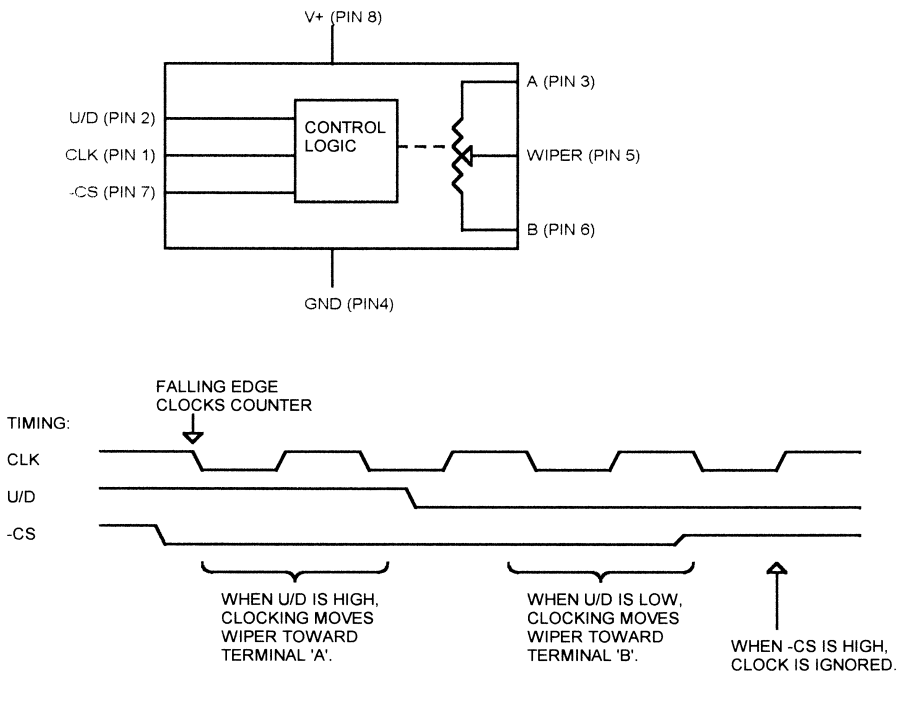 V+ (PIN 8)
A (PIN 3)
U/D (PIN 2)
CONTROL
LOGIC
CLK (PIN 1)
WIPER (PIN 5)
-CS (PIN 7)
B (PIN 6)
GND (PIN4)
FALLING EDGE
CLOCKS COUNTER
TIMING:
CLK
U/D
-CS
WHEN U/D IS HIGH,
CLOCKING MOVES
WIPER TOWARD
TERMINAL 'A'.
WHEN U/D IS LOW,
CLOCKING MOVES
WIPER TOWARD
TERMINAL 'B'.
WHEN -CS IS HIGH,
CLOCK IS IGNORED.